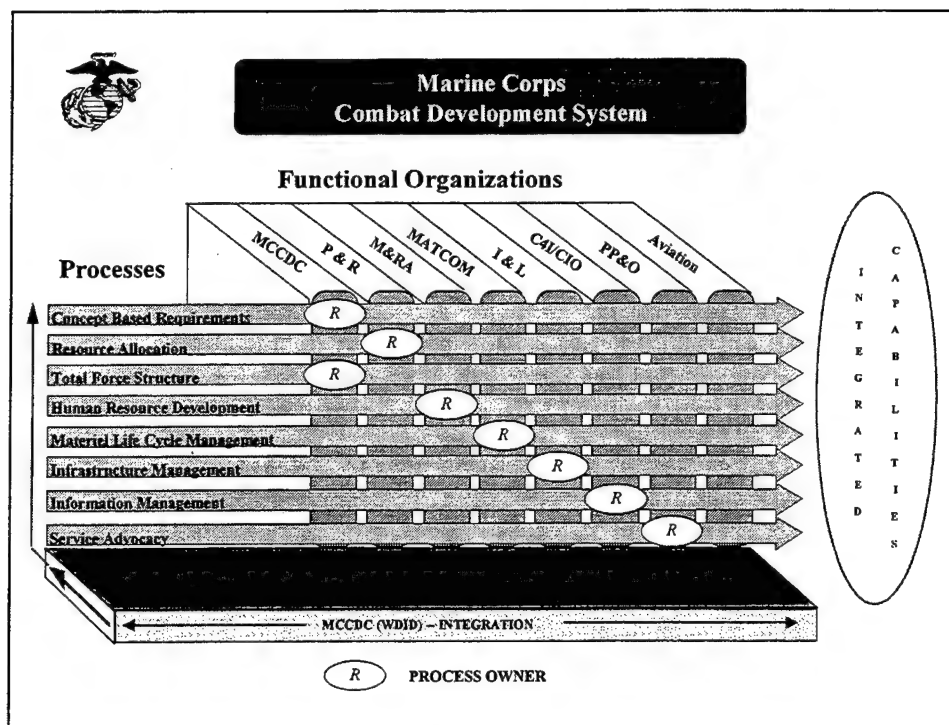 Marine Corps
Combat Development System
Functional Organizations
MCCDC
P & R
M&RA
MATCOM
I & L
C4I/CIO
PP&O
Aviation
Processes
Concept Based Requirements
R
Resource Allocation
R
Total Force Structure
R
Human Resource Development
R
Materiel Life Cycle Management
R
Infrastructure Management
R
Information Management
R
Service Advocacy
R
INTEGRATED
CAPABILITIES
MCCDC (WDID) – INTEGRATION
R PROCESS OWNER